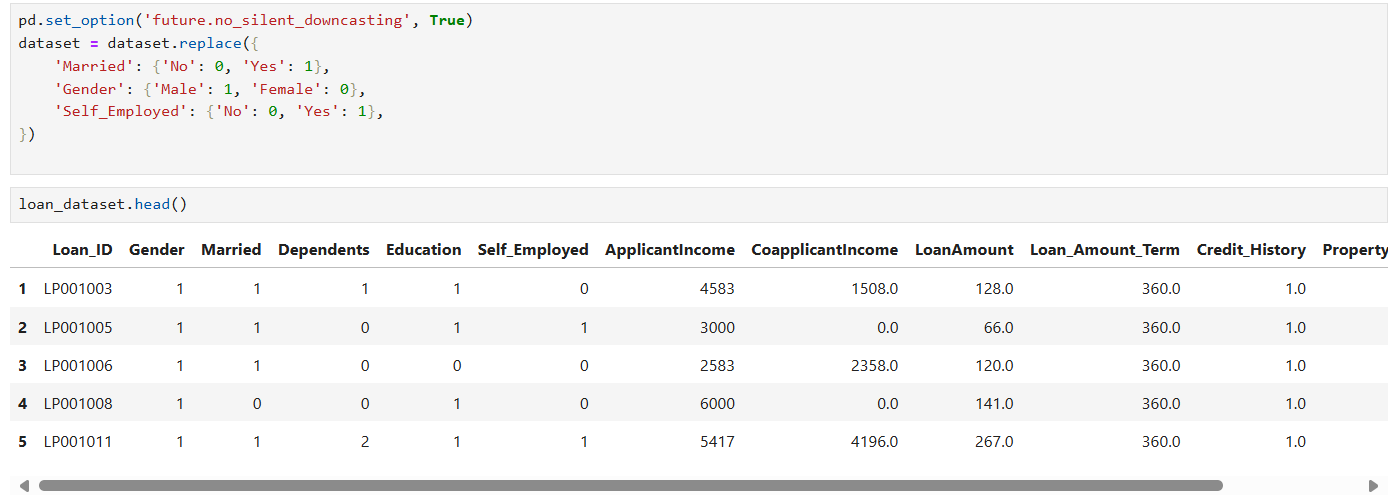 pd.set_option('future.no_silent_downcasting', True)
dataset = dataset.replace({
    'Married': {'No': 0, 'Yes': 1},
    'Gender': {'Male': 1, 'Female': 0},
    'Self_Employed': {'No': 0, 'Yes': 1},
})
loan_dataset.head()
Loan_ID Gender Married Dependents Education Self_Employed ApplicantIncome CoapplicantIncome LoanAmount Loan_Amount_Term Credit_History Property
1 LP001003 1 1 1 1 0 4583 1508.0 128.0 360.0 1.0
2 LP001005 1 1 0 1 1 3000 0.0 66.0 360.0 1.0
3 LP001006 1 1 0 0 0 2583 2358.0 120.0 360.0 1.0
4 LP001008 1 0 0 1 0 6000 0.0 141.0 360.0 1.0
5 LP001011 1 1 2 1 1 5417 4196.0 267.0 360.0 1.0